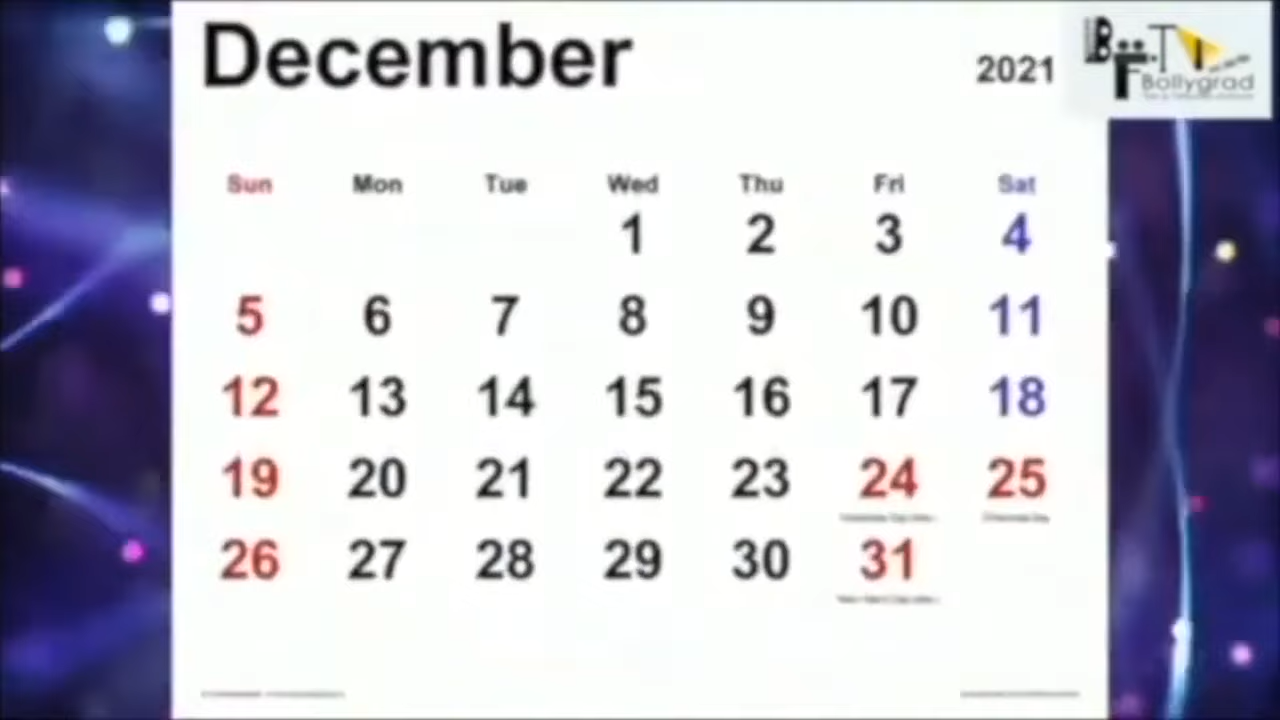 December
2021
Bollygrad
Sun Mon Tue Wed Thu Fri Sat
1 2 3 4
5 6 7 8 9 10 11
12 13 14 15 16 17 18
19 20 21 22 23 24 25
26 27 28 29 30 31